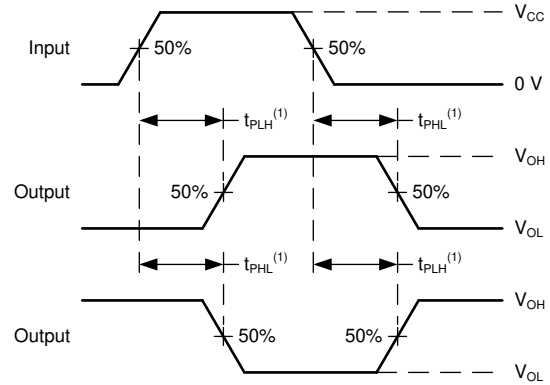 V_CC
Input 50% 50%
0 V
t_PLH^(1) t_PHL^(1)
V_OH
Output 50% 50%
V_OL
t_PHL^(1) t_PLH^(1)
V_OH
Output 50% 50%
V_OL